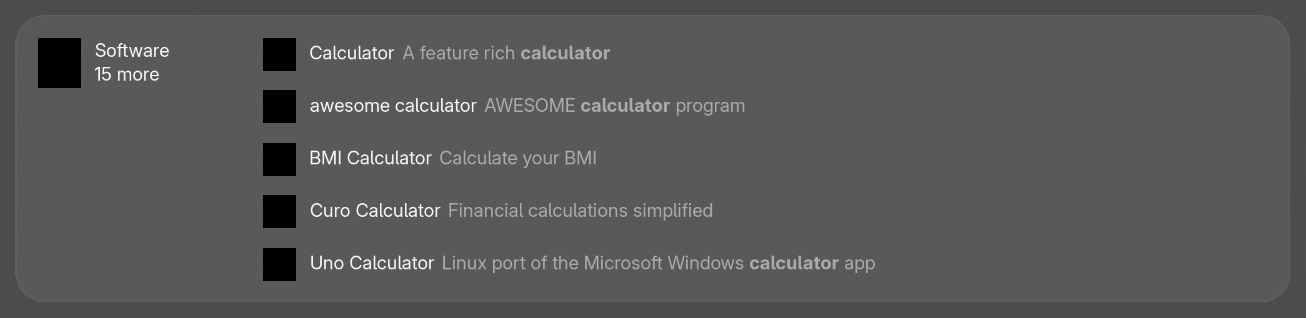 Software
15 more
Calculator A feature rich calculator
awesome calculator AWESOME calculator program
BMI Calculator Calculate your BMI
Curo Calculator Financial calculations simplified
Uno Calculator Linux port of the Microsoft Windows calculator app